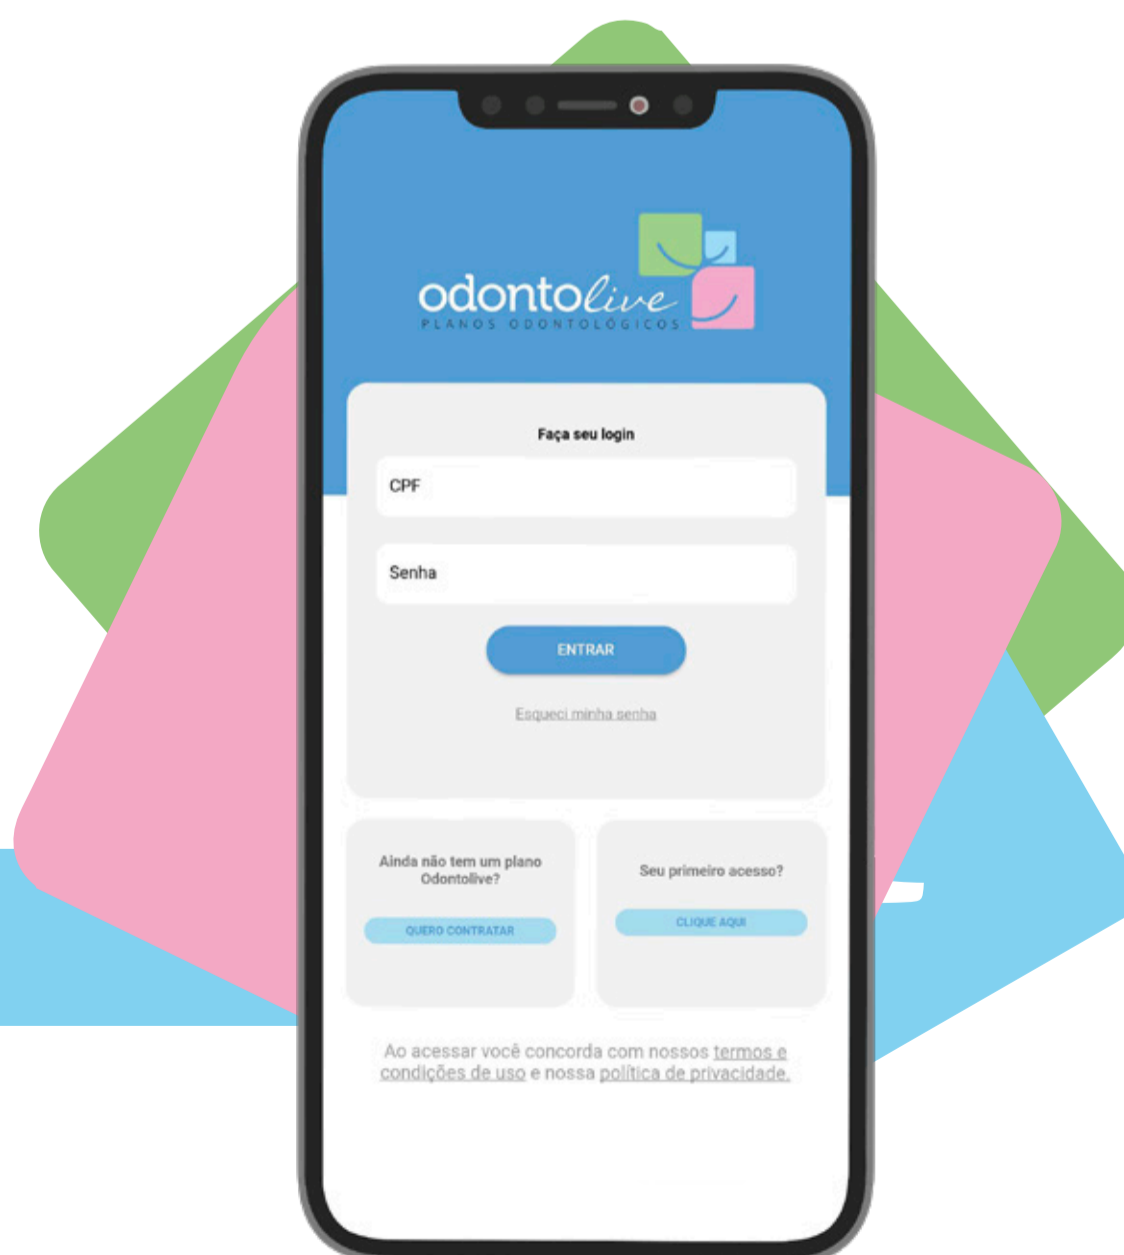 odontolive
PLANOS ODONTOLÓGICOS
Faça seu login
CPF
Senha
ENTRAR
Esqueci minha senha
Ainda não tem um plano
Odontolive?
QUERO CONTRATAR
Seu primeiro acesso?
CLIQUE AQUI
Ao acessar você concorda com nossos termos e
condições de uso e nossa política de privacidade.